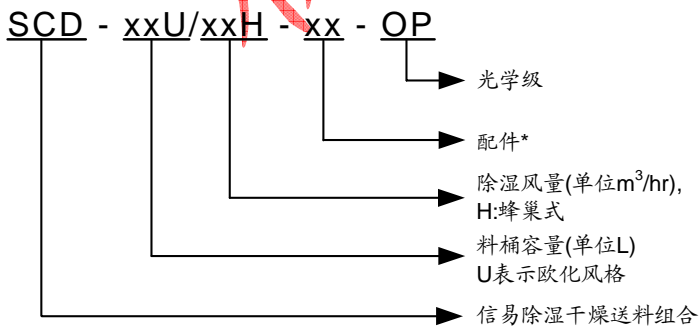 SCD - xxU/xxH - xx - OP
光学级
配件*
除湿风量(单位m³/hr),
H:蜂巢式
料桶容量(单位L)
U表示欧化风格
信易除湿干燥送料组合